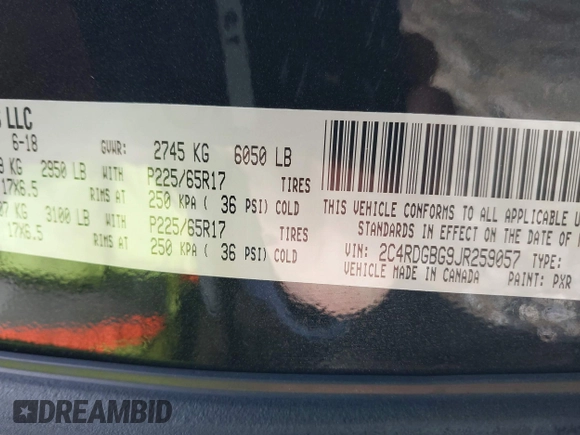 LLC
6-18
GVWR: 2745 KG 6050 LB
KG 2950 LB WITH P225/65R17 TIRES
17X6.5 RIMS AT 250 KPA ( 36 PSI) COLD
KG 3100 LB WITH P225/65R17 TIRES
17X6.5 RIMS AT 250 KPA ( 36 PSI) COLD
THIS VEHICLE CONFORMS TO ALL APPLICABLE
STANDARDS IN EFFECT ON THE DATE OF
VIN: 2C4RDGBG9JR259057 TYPE:
VEHICLE MADE IN CANADA PAINT: PXR
DREAMBID